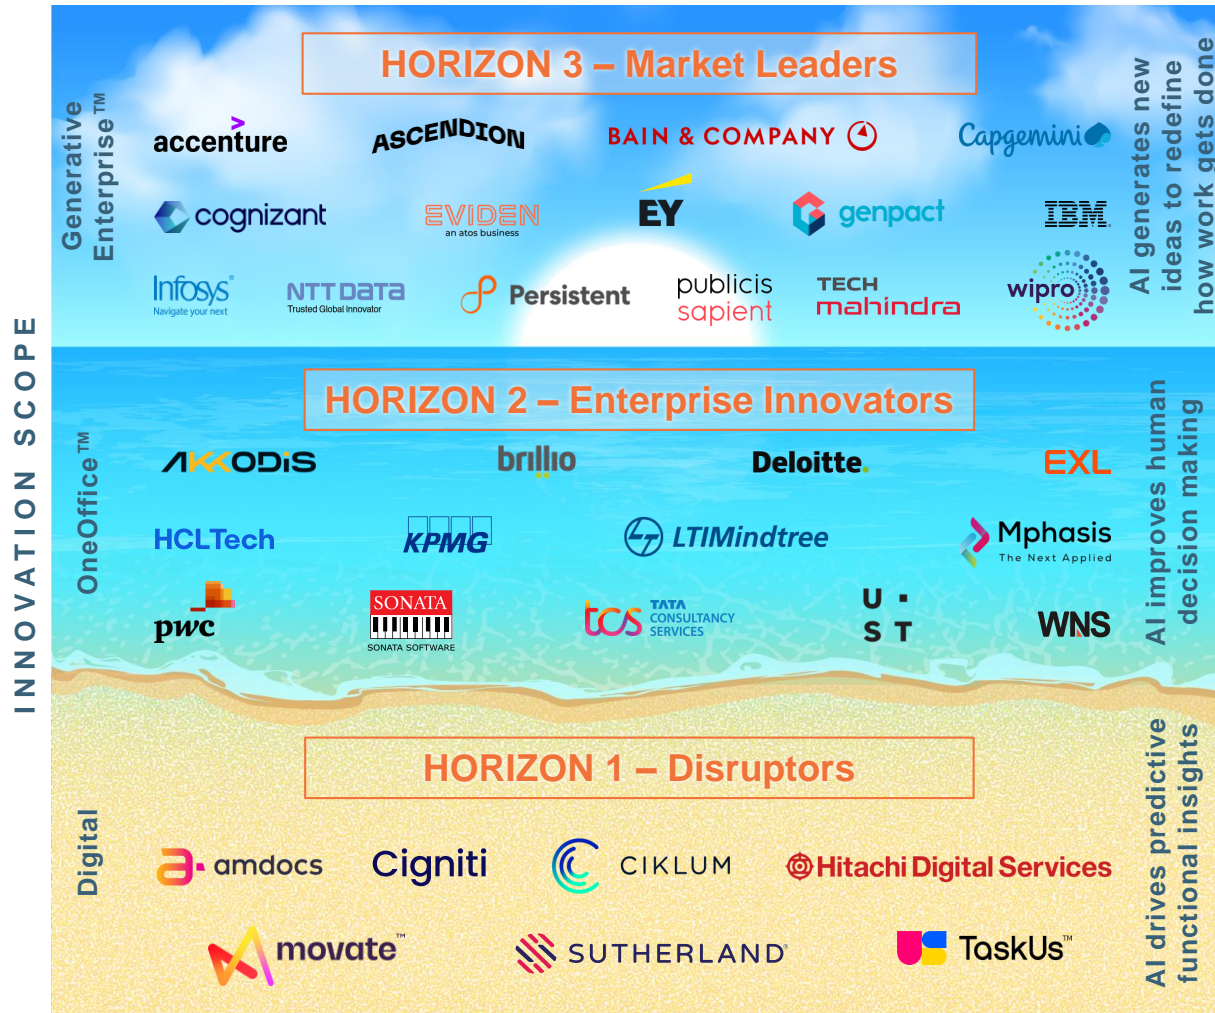 INNOVATION SCOPE
HORIZON 3 – Market Leaders
Generative
Enterprise™
accenture
ASCENDION
BAIN & COMPANY
Capgemini
cognizant
EVIDEN
an atos business
EY
genpact
IBM
Infosys®
Navigate your next
NTT DATA
Trusted Global Innovator
Persistent
publicis
sapient
TECH
mahindra
wipro
AI generates new
ideas to redefine
how work gets done
HORIZON 2 – Enterprise Innovators
OneOffice™
AKKODiS
brillio
Deloitte.
EXL
HCLTech
KPMG
LTIMindtree
Mphasis
The Next Applied
pwc
SONATA
SONATA SOFTWARE
tcs
TATA
CONSULTANCY
SERVICES
U ·
S T
WNS
AI improves human
decision making
HORIZON 1 – Disruptors
Digital
amdocs
Cigniti
CIKLUM
Hitachi Digital Services
movate™
SUTHERLAND®
TaskUs™
AI drives predictive
functional insights